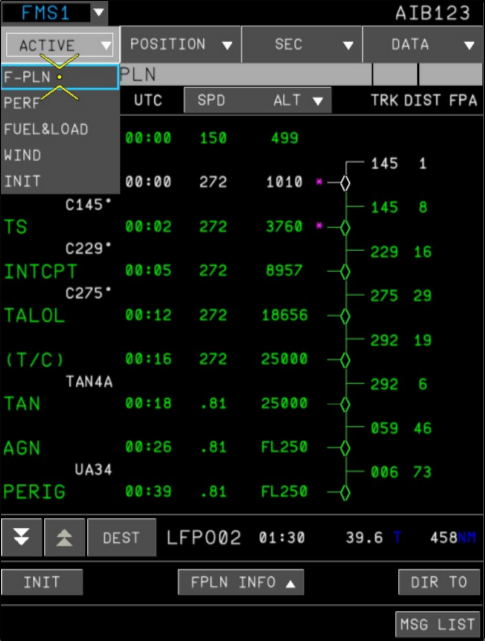 FMS1 AIB123
ACTIVE POSITION SEC DATA
F-PLN PLN
PERF UTC SPD ALT TRK DIST FPA
FUEL&LOAD 00:00 150 499
WIND 145 1
INIT 00:00 272 1010 *
C145° 145 8
TS 00:02 272 3760 *
C229° 229 16
INTCPT 00:05 272 8957
C275° 275 29
TALOL 00:12 272 18656
292 19
(T/C) 00:16 272 25000
TAN4A 292 6
TAN 00:18 .81 25000
059 46
AGN 00:26 .81 FL250
UA34 006 73
PERIG 00:39 .81 FL250
DEST LFPO02 01:30 39.6 T 458NM
INIT FPLN INFO DIR TO
MSG LIST